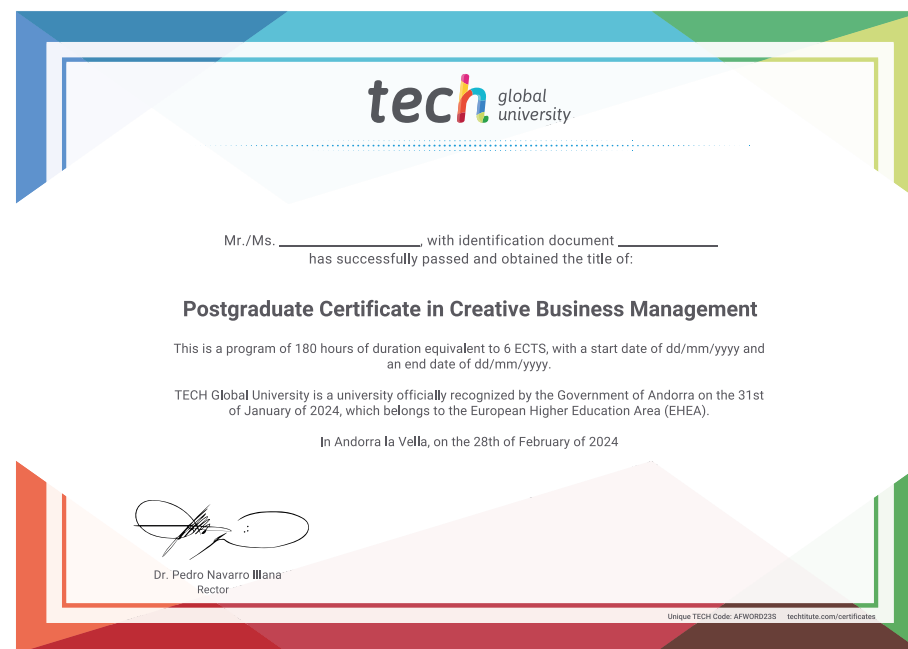 tech global university
Mr./Ms. ____________, with identification document ____________
has successfully passed and obtained the title of:
Postgraduate Certificate in Creative Business Management
This is a program of 180 hours of duration equivalent to 6 ECTS, with a start date of dd/mm/yyyy and
an end date of dd/mm/yyyy.
TECH Global University is a university officially recognized by the Government of Andorra on the 31st
of January of 2024, which belongs to the European Higher Education Area (EHEA).
In Andorra la Vella, on the 28th of February of 2024
Dr. Pedro Navarro Illana
Rector
Unique TECH Code: AFWORD23S techtitute.com/certificates